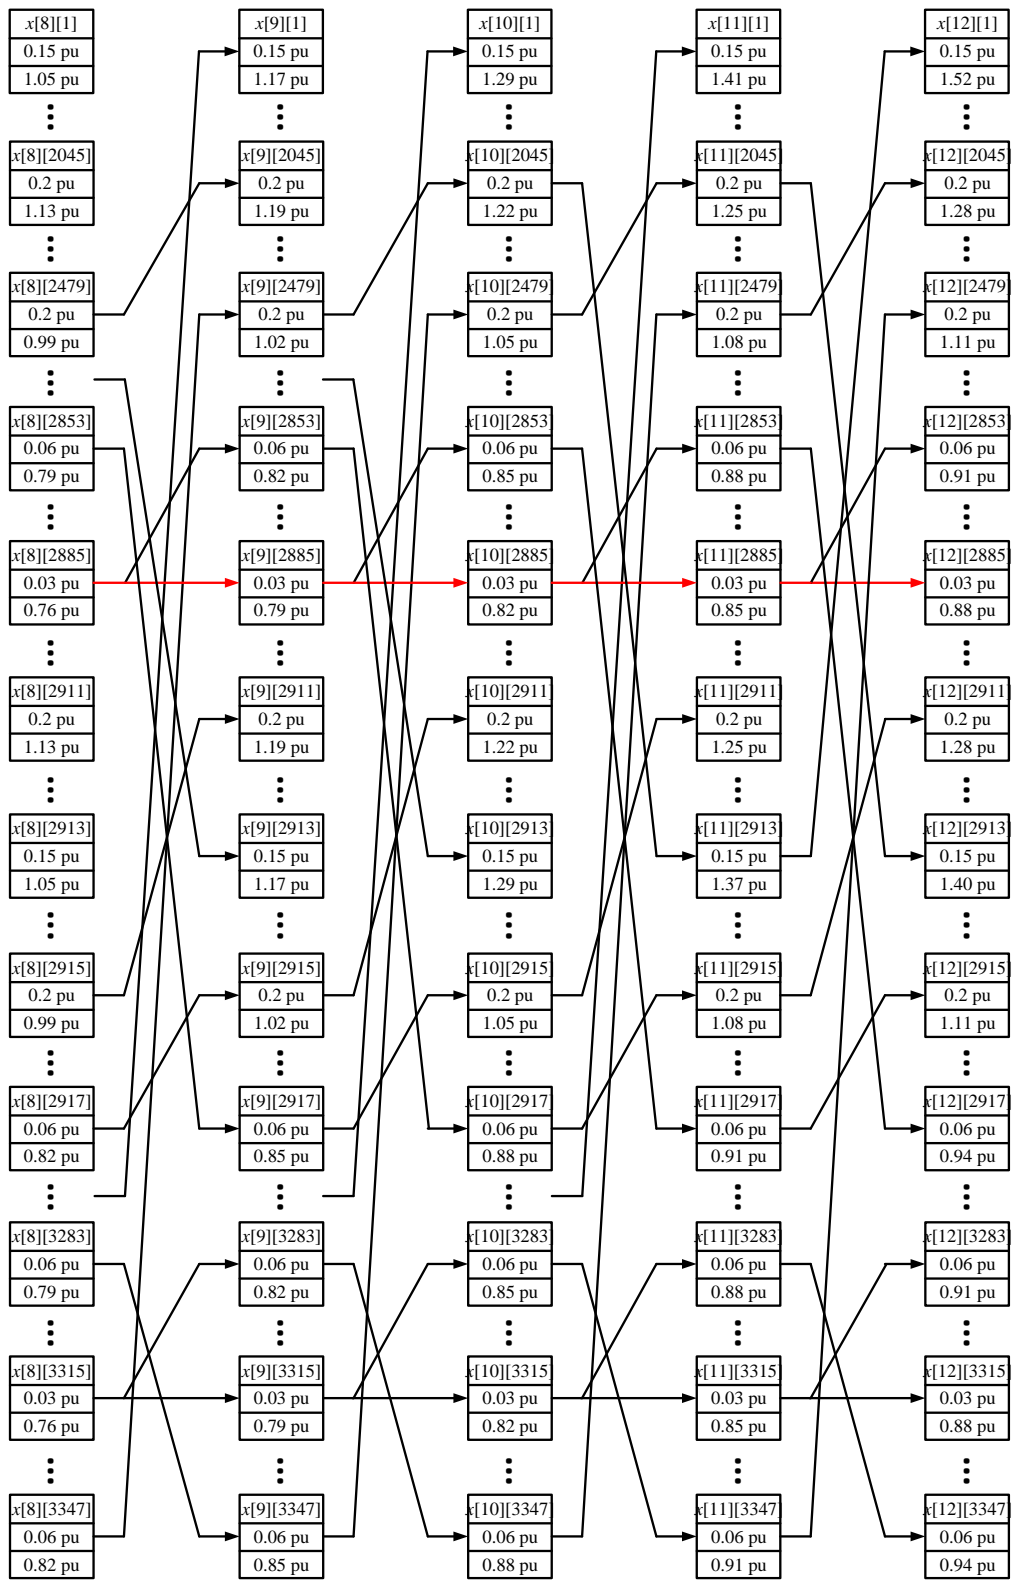 x[8][1] x[9][1] x[10][1] x[11][1] x[12][1]
0.15 pu 0.15 pu 0.15 pu 0.15 pu 0.15 pu
1.05 pu 1.17 pu 1.29 pu 1.41 pu 1.52 pu
x[8][2045] x[9][2045] x[10][2045] x[11][2045] x[12][2045]
0.2 pu 0.2 pu 0.2 pu 0.2 pu 0.2 pu
1.13 pu 1.19 pu 1.22 pu 1.25 pu 1.28 pu
x[8][2479] x[9][2479] x[10][2479] x[11][2479] x[12][2479]
0.2 pu 0.2 pu 0.2 pu 0.2 pu 0.2 pu
0.99 pu 1.02 pu 1.05 pu 1.08 pu 1.11 pu
x[8][2853] x[9][2853] x[10][2853] x[11][2853] x[12][2853]
0.06 pu 0.06 pu 0.06 pu 0.06 pu 0.06 pu
0.79 pu 0.82 pu 0.85 pu 0.88 pu 0.91 pu
x[8][2885] x[9][2885] x[10][2885] x[11][2885] x[12][2885]
0.03 pu 0.03 pu 0.03 pu 0.03 pu 0.03 pu
0.76 pu 0.79 pu 0.82 pu 0.85 pu 0.88 pu
x[8][2911] x[9][2911] x[10][2911] x[11][2911] x[12][2911]
0.2 pu 0.2 pu 0.2 pu 0.2 pu 0.2 pu
1.13 pu 1.19 pu 1.22 pu 1.25 pu 1.28 pu
x[8][2913] x[9][2913] x[10][2913] x[11][2913] x[12][2913]
0.15 pu 0.15 pu 0.15 pu 0.15 pu 0.15 pu
1.05 pu 1.17 pu 1.29 pu 1.37 pu 1.40 pu
x[8][2915] x[9][2915] x[10][2915] x[11][2915] x[12][2915]
0.2 pu 0.2 pu 0.2 pu 0.2 pu 0.2 pu
0.99 pu 1.02 pu 1.05 pu 1.08 pu 1.11 pu
x[8][2917] x[9][2917] x[10][2917] x[11][2917] x[12][2917]
0.06 pu 0.06 pu 0.06 pu 0.06 pu 0.06 pu
0.82 pu 0.85 pu 0.88 pu 0.91 pu 0.94 pu
x[8][3283] x[9][3283] x[10][3283] x[11][3283] x[12][3283]
0.06 pu 0.06 pu 0.06 pu 0.06 pu 0.06 pu
0.79 pu 0.82 pu 0.85 pu 0.88 pu 0.91 pu
x[8][3315] x[9][3315] x[10][3315] x[11][3315] x[12][3315]
0.03 pu 0.03 pu 0.03 pu 0.03 pu 0.03 pu
0.76 pu 0.79 pu 0.82 pu 0.85 pu 0.88 pu
x[8][3347] x[9][3347] x[10][3347] x[11][3347] x[12][3347]
0.06 pu 0.06 pu 0.06 pu 0.06 pu 0.06 pu
0.82 pu 0.85 pu 0.88 pu 0.91 pu 0.94 pu